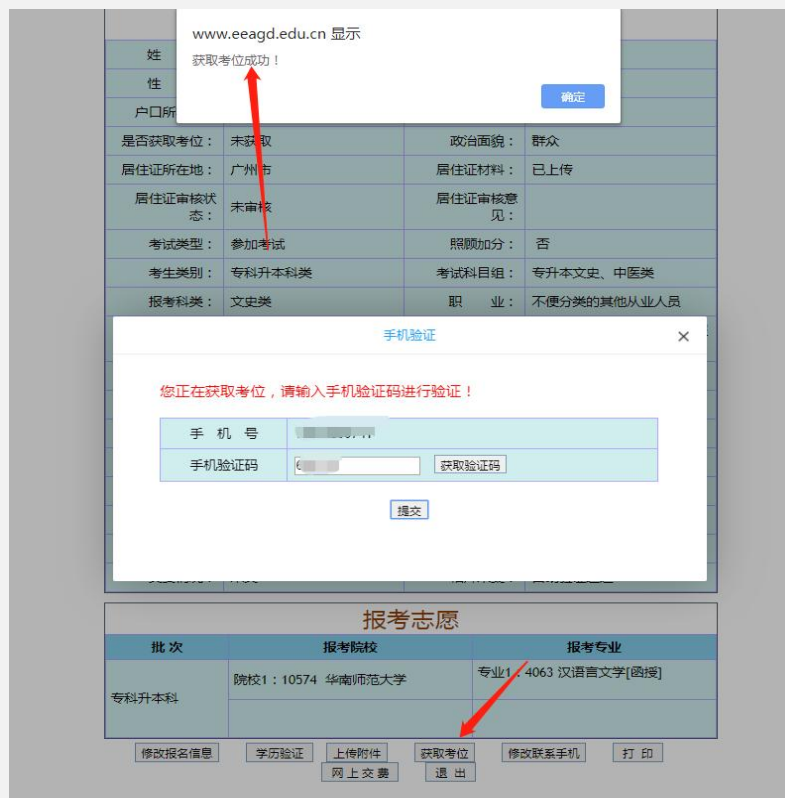 www.eeagd.edu.cn 显示
获取考位成功！
确定
姓
性
户口所
是否获取考位： 未获取 政治面貌： 群众
居住证所在地： 广州市 居住证材料： 已上传
居住证审核状态： 未审核 居住证审核意见：
考试类型： 参加考试 照顾加分： 否
考生类别： 专科升本科类 考试科目组： 专升本文史、中医类
报考科类： 文史类 职 业： 不便分类的其他从业人员
手机验证 ×
您正在获取考位，请输入手机验证码进行验证！
手 机 号
手机验证码 获取验证码
提交
报考志愿
批 次 报考院校 报考专业
专科升本科 院校1：10574 华南师范大学 专业1：4063 汉语言文学[函授]
修改报名信息 学历验证 上传附件 获取考位 修改联系手机 打 印
网 上 交 费 退 出